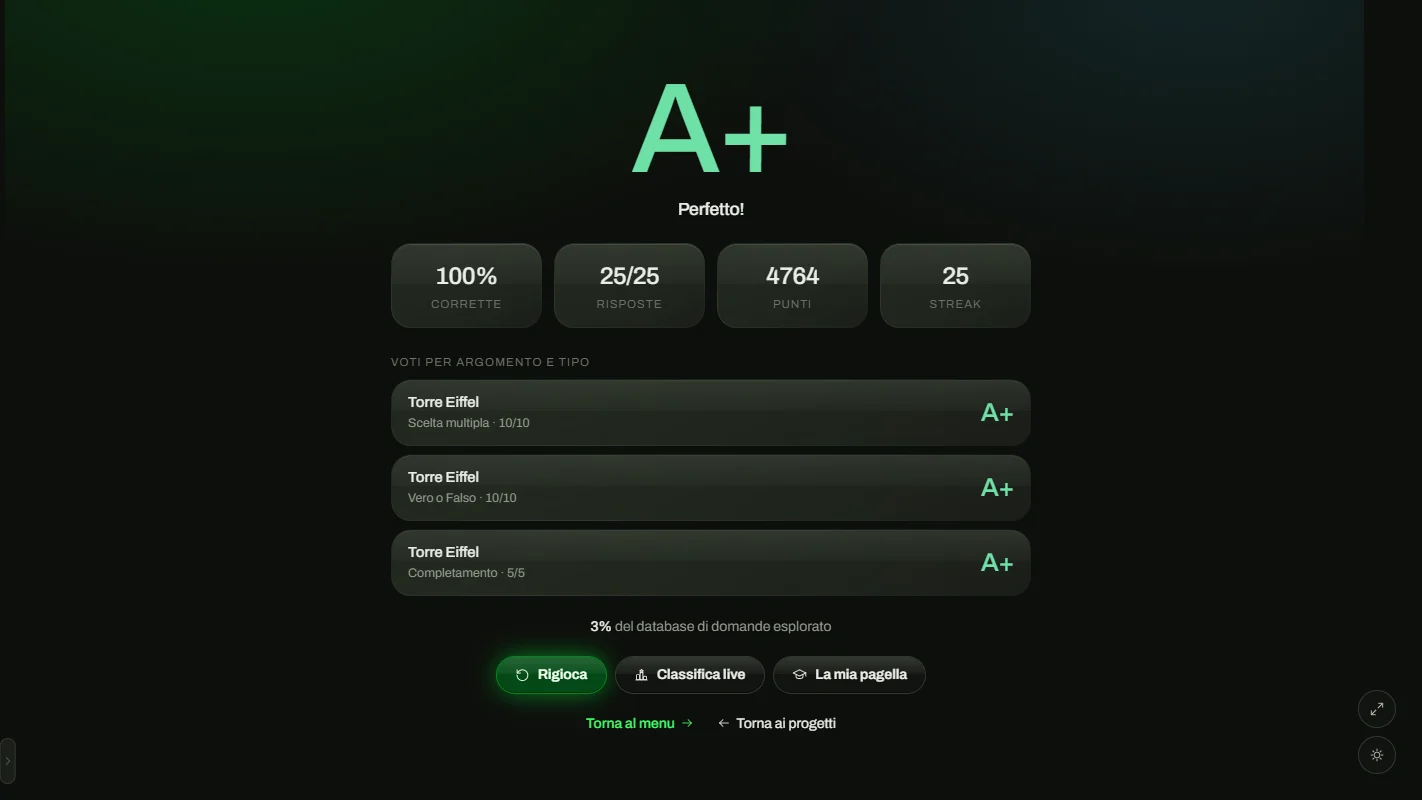 A+
Perfetto!
100%
CORRETTE
25/25
RISPOSTE
4764
PUNTI
25
STREAK
VOTI PER ARGOMENTO E TIPO
Torre Eiffel
Scelta multipla · 10/10
A+
Torre Eiffel
Vero o Falso · 10/10
A+
Torre Eiffel
Completamento · 5/5
A+
3% del database di domande esplorato
Rigioca
Classifica live
La mia pagella
Torna al menu →
← Torna ai progetti